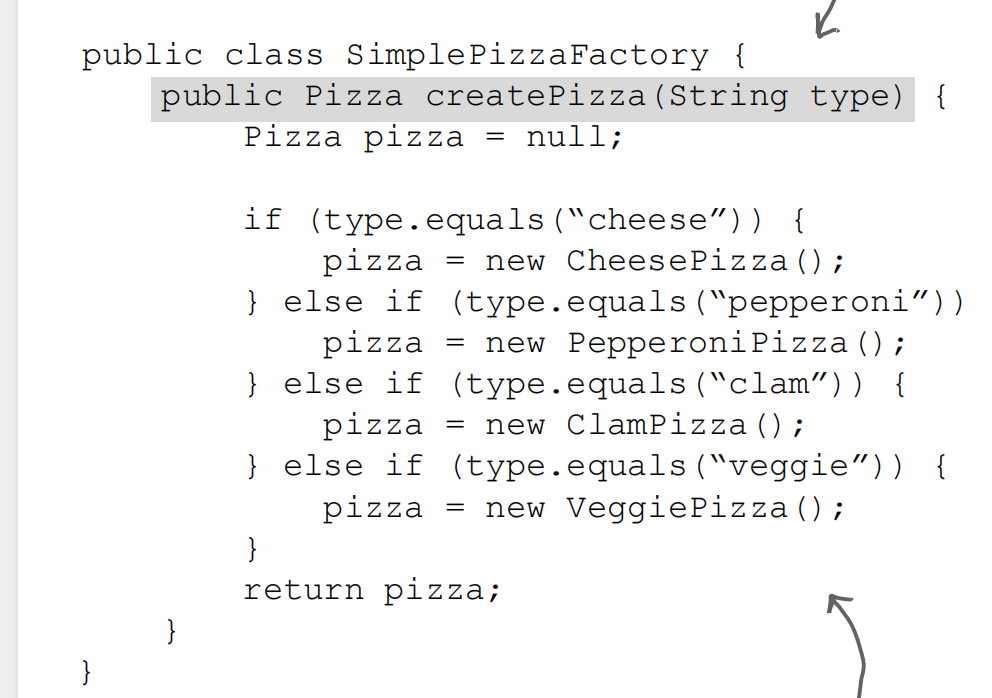 public class SimplePizzaFactory {
public Pizza createPizza(String type) {
Pizza pizza = null;
if (type.equals(“cheese”)) {
pizza = new CheesePizza();
} else if (type.equals(“pepperoni”))
pizza = new PepperoniPizza();
} else if (type.equals(“clam”)) {
pizza = new ClamPizza();
} else if (type.equals(“veggie”)) {
pizza = new VeggiePizza();
}
return pizza;
}
}